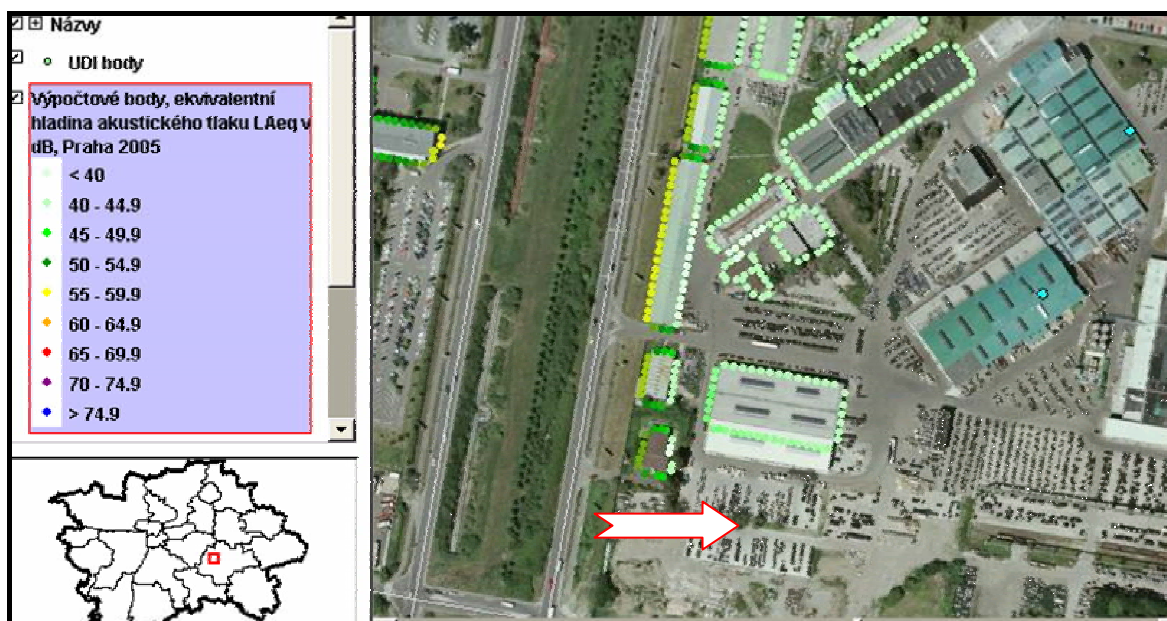 Názvy
UDI body
Výpočtové body, ekvivalentní
hladina akustického tlaku LAeq v
dB, Praha 2005
< 40
40 - 44.9
45 - 49.9
50 - 54.9
55 - 59.9
60 - 64.9
65 - 69.9
70 - 74.9
> 74.9